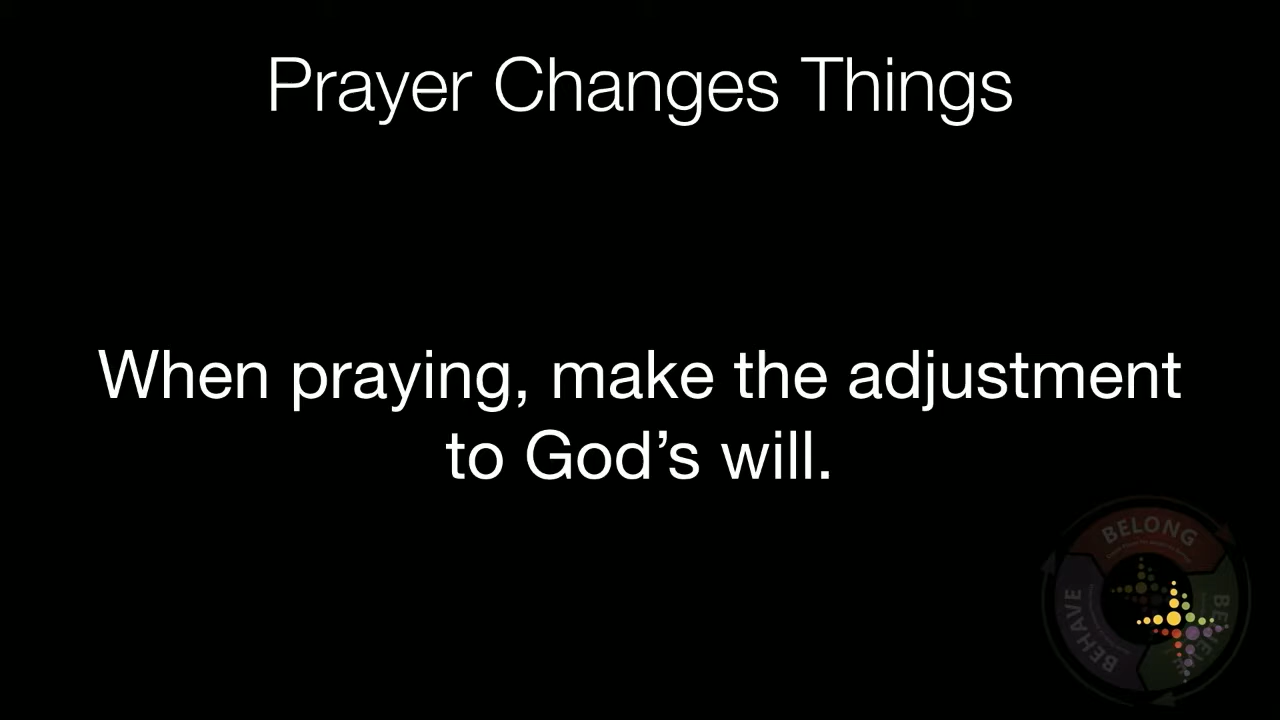 Prayer Changes Things
When praying, make the adjustment
to God’s will.
BELONG
BEHAVE